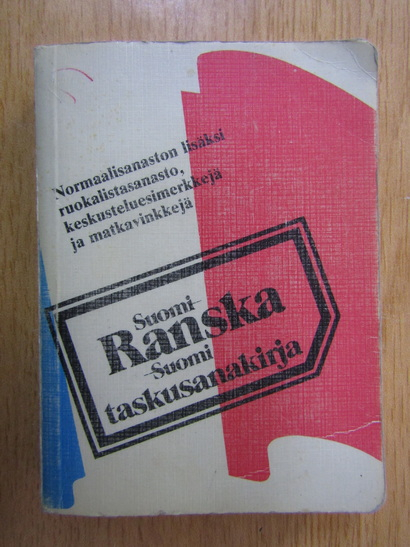 Normaalisanaston lisäksi
ruokalistasanasto,
keskusteluesimerkkejä
ja matkavinkkejä
Suomi–
Ranska
–Suomi
taskusanakirja